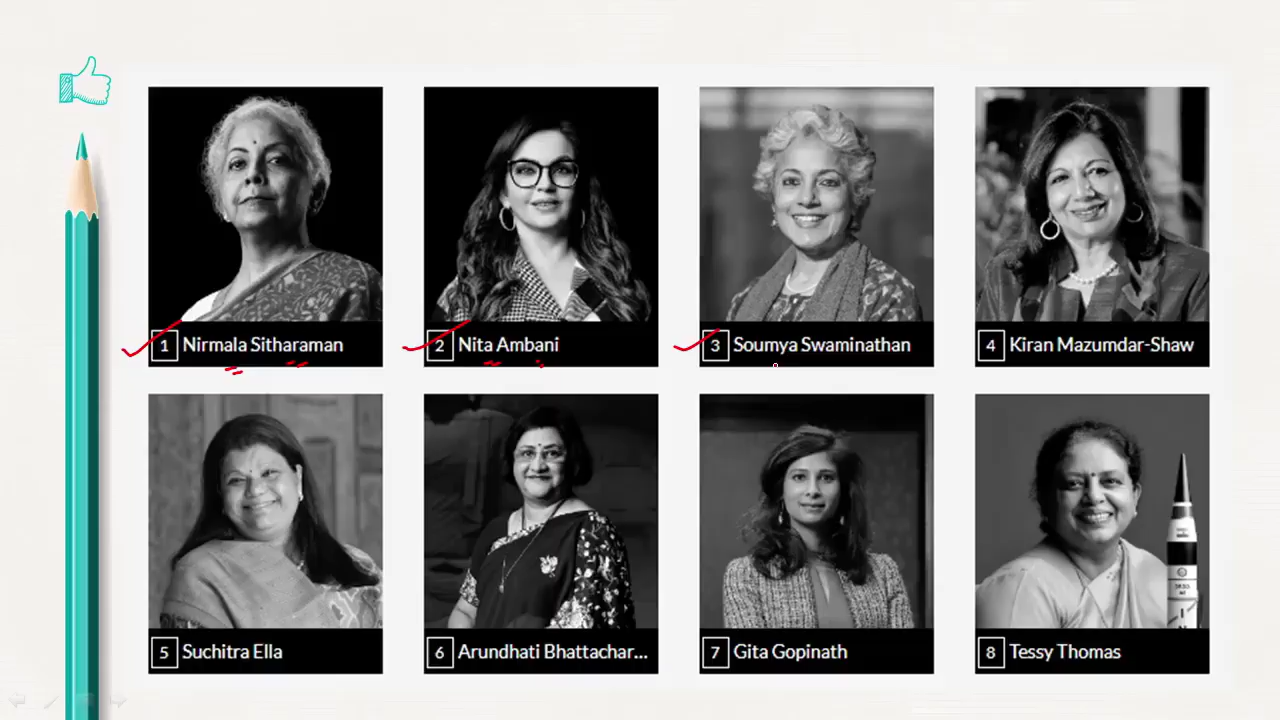 1 Nirmala Sitharaman
2 Nita Ambani
3 Soumya Swaminathan
4 Kiran Mazumdar-Shaw
5 Suchitra Ella
6 Arundhati Bhattachar...
7 Gita Gopinath
8 Tessy Thomas